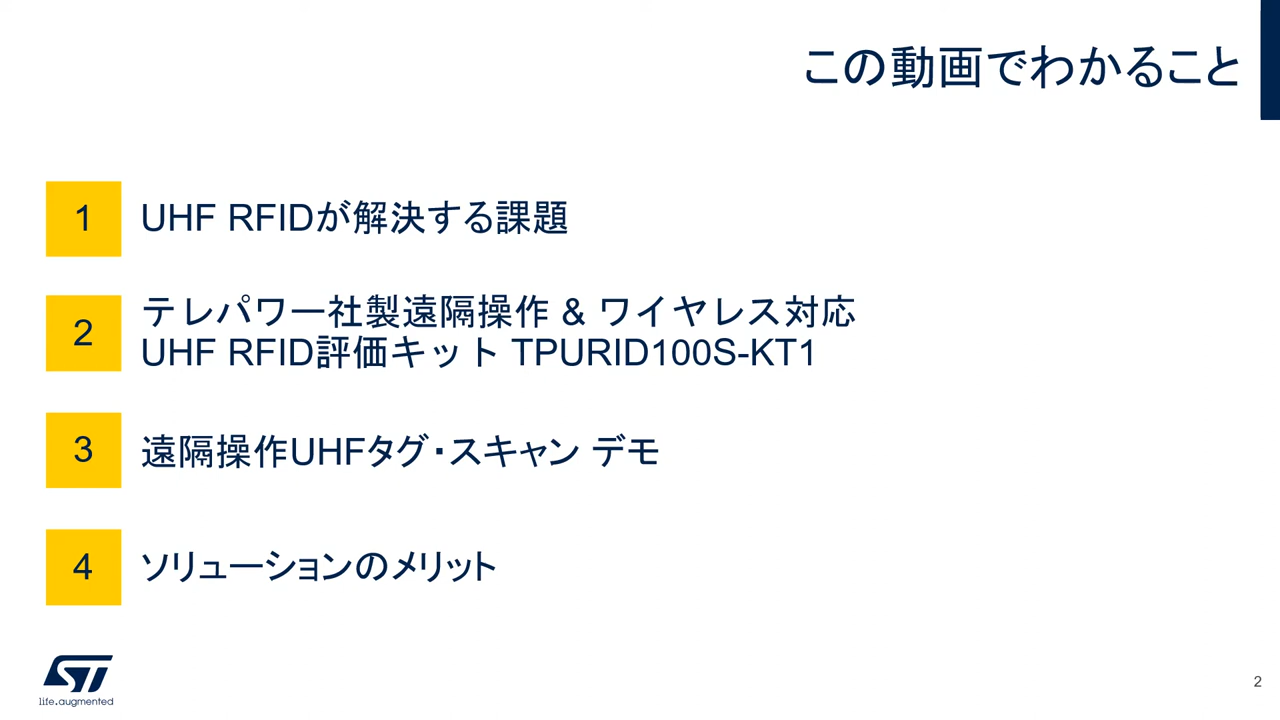 この動画でわかること
1
UHF RFIDが解決する課題
2
テレパワー社製遠隔操作 & ワイヤレス対応
UHF RFID評価キット TPURID100S-KT1
3
遠隔操作UHFタグ・スキャン デモ
4
ソリューションのメリット
ST
life.augmented
2